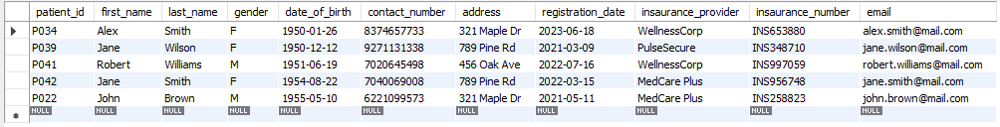 patient_id first_name last_name gender date_of_birth contact_number address registration_date insaurance_provider insaurance_number email
P034 Alex Smith F 1950-01-26 8374657733 321 Maple Dr 2023-06-18 WellnessCorp INS653880 alex.smith@mail.com
P039 Jane Wilson F 1950-12-12 9271131338 789 Pine Rd 2021-03-09 PulseSecure INS348710 jane.wilson@mail.com
P041 Robert Williams M 1951-06-19 7020645498 456 Oak Ave 2022-07-16 WellnessCorp INS997059 robert.williams@mail.com
P042 Jane Smith F 1954-08-22 7040069008 789 Pine Rd 2022-03-15 MedCare Plus INS956748 jane.smith@mail.com
P022 John Brown M 1955-05-10 6221099573 321 Maple Dr 2021-05-11 MedCare Plus INS258823 john.brown@mail.com
NULL NULL NULL NULL NULL NULL NULL NULL NULL NULL NULL